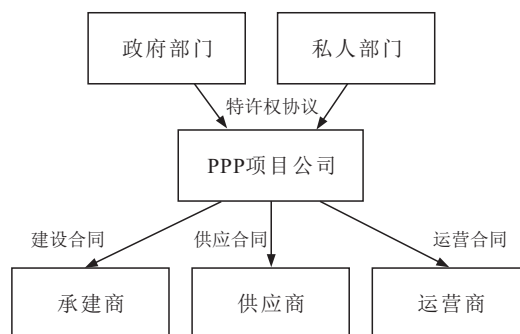 政府部门
私人部门
特许权协议
PPP项目公司
建设合同
供应合同
运营合同
承建商
供应商
运营商